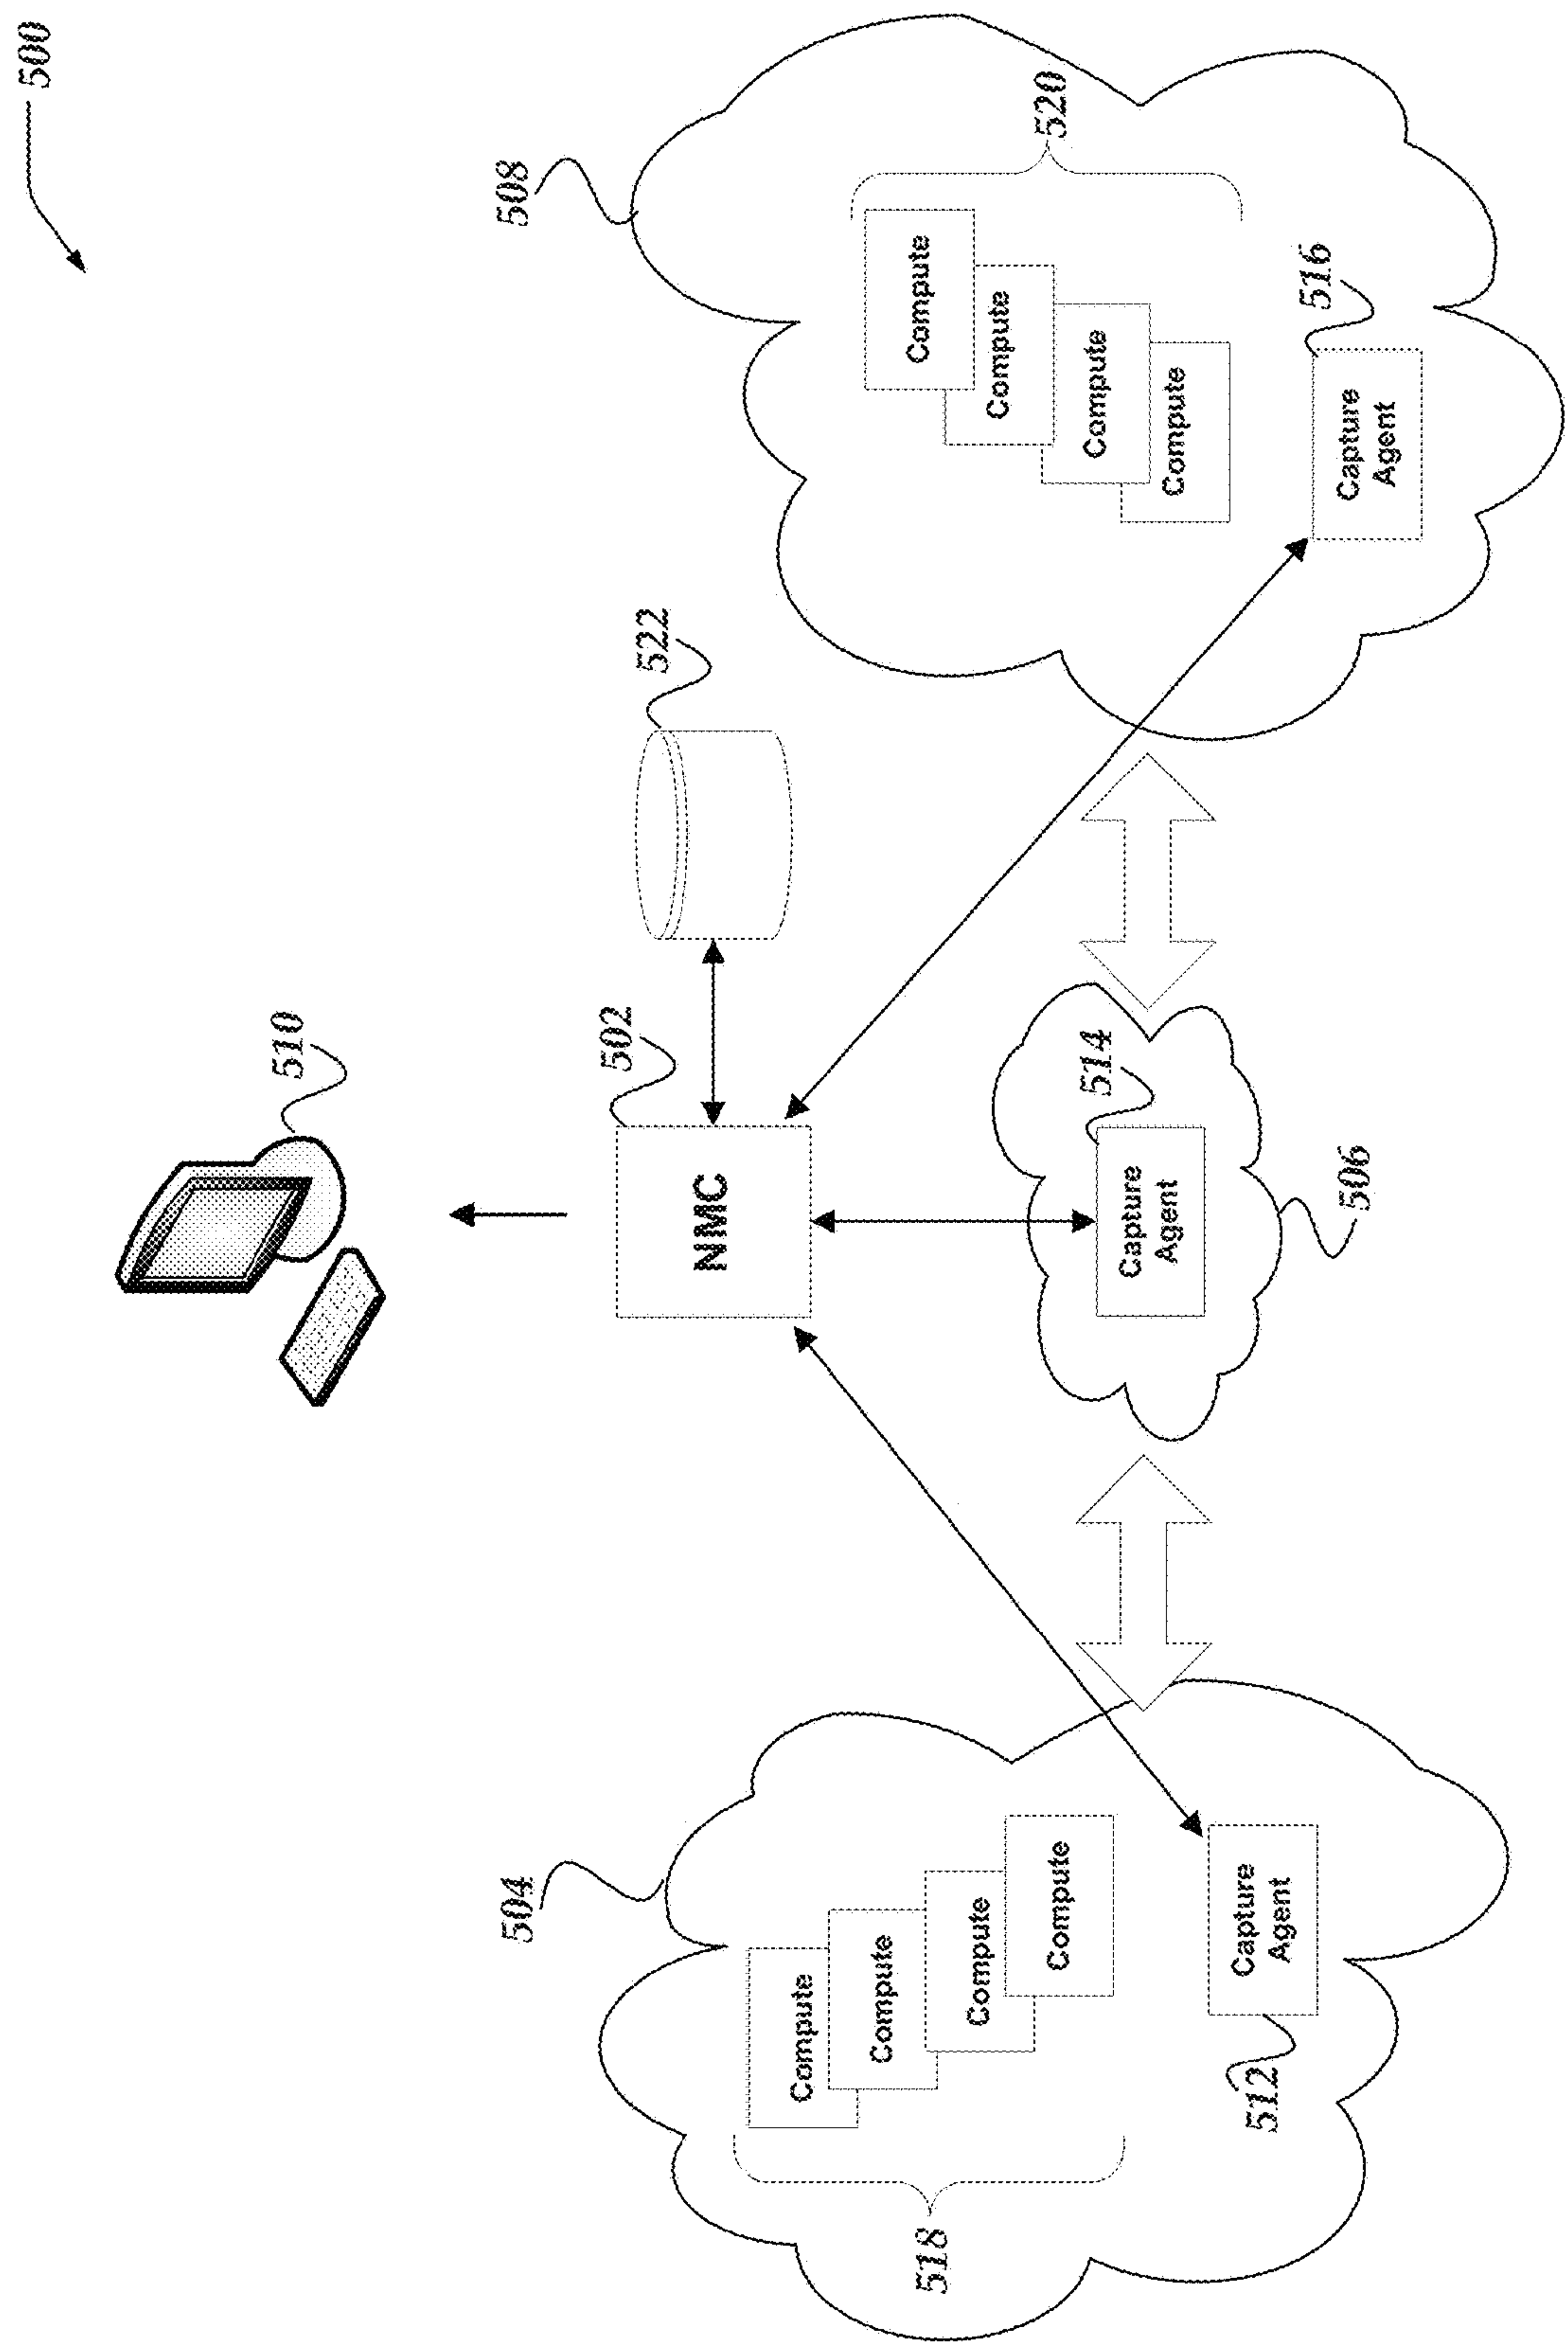 500
510
508
522
502
504
520
NMC
Compute
Compute
Compute
Compute
Compute
Compute
Compute
Compute
518
514
516
Capture
Agent
Capture
Agent
Capture
Agent
512
506